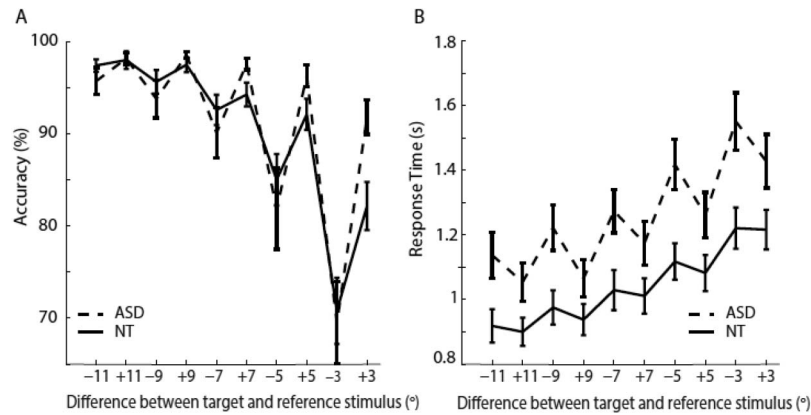 A
Accuracy (%)
100
90
80
70
ASD
NT
−11 +11 −9 +9 −7 +7 −5 +5 −3 +3
Difference between target and reference stimulus (°)
B
Response Time (s)
1.8
1.6
1.4
1.2
1
0.8
ASD
NT
−11 +11 −9 +9 −7 +7 −5 +5 −3 +3
Difference between target and reference stimulus (°)